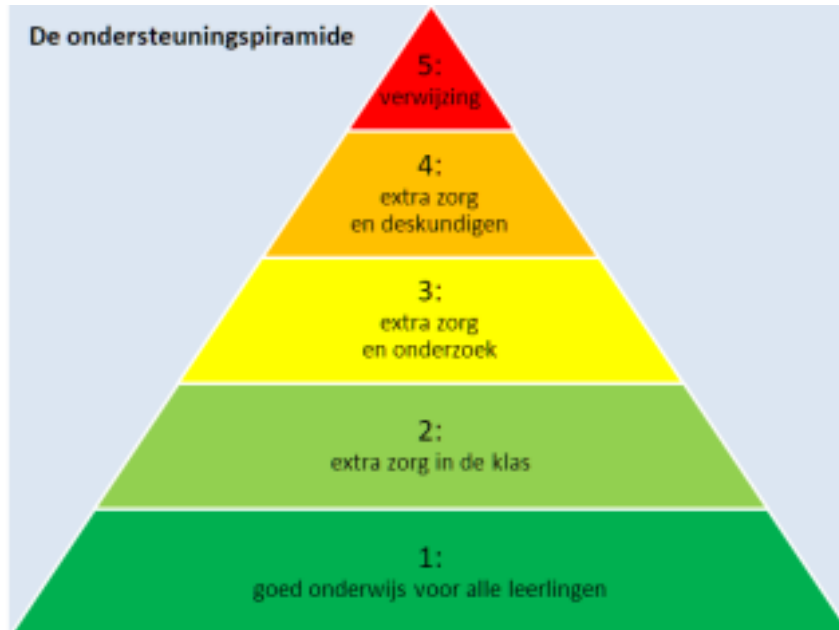 De ondersteuningspiramide
5:
verwijzing
4:
extra zorg
en deskundigen
3:
extra zorg
en onderzoek
2:
extra zorg in de klas
1:
goed onderwijs voor alle leerlingen